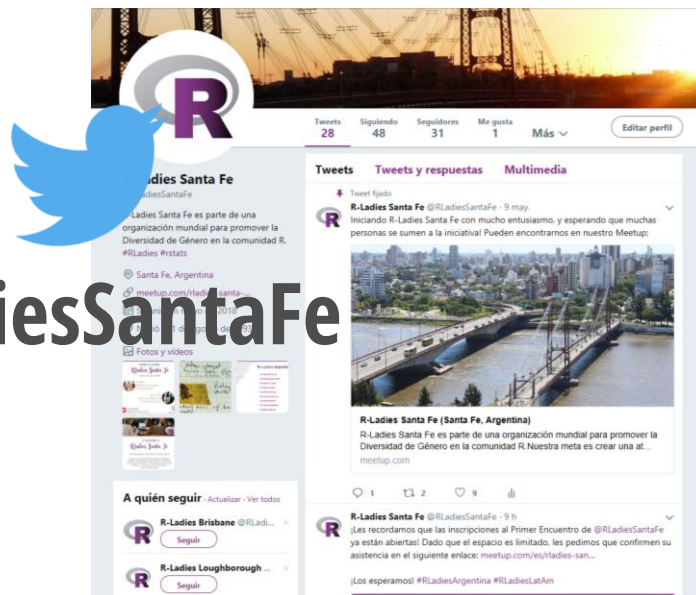 R
Tweets Siguiendo Seguidores Me gusta
28 48 31 1 Más
Editar perfil
Ladies Santa Fe
LadiesSantaFe
R-Ladies Santa Fe es parte de una
organización mundial para promover la
Diversidad de Género en la comunidad R.
#RLadies #rstats
Santa Fe, Argentina
meetup.com/rladies-santa-...
iesSantaFe
Fotos y vídeos
A quién seguir · Actualizar · Ver todos
R-Ladies Brisbane @RLadi...
Seguir
R-Ladies Loughborough ...
Seguir
Tweets Tweets y respuestas Multimedia
Tweet fijado
R-Ladies Santa Fe @RLadiesSantaFe · 9 may.
Iniciando R-Ladies Santa Fe con mucho entusiasmo, y esperando que muchas
personas se sumen a la iniciativa! Pueden encontrarnos en nuestro Meetup:
R-Ladies Santa Fe (Santa Fe, Argentina)
R-Ladies Santa Fe es parte de una organización mundial para promover la
Diversidad de Género en la comunidad R.Nuestra meta es crear una at...
meetup.com
1 2 9
R-Ladies Santa Fe @RLadiesSantaFe · 9 h
¡Les recordamos que las inscripciones al Primer Encuentro de @RLadiesSantaFe
ya están abiertas! Dado que el espacio es limitado, les pedimos que confirmen su
asistencia en el siguiente enlace: meetup.com/es/rladies-san...
¡Los esperamos! #RLadiesArgentina #RLadiesLatAm